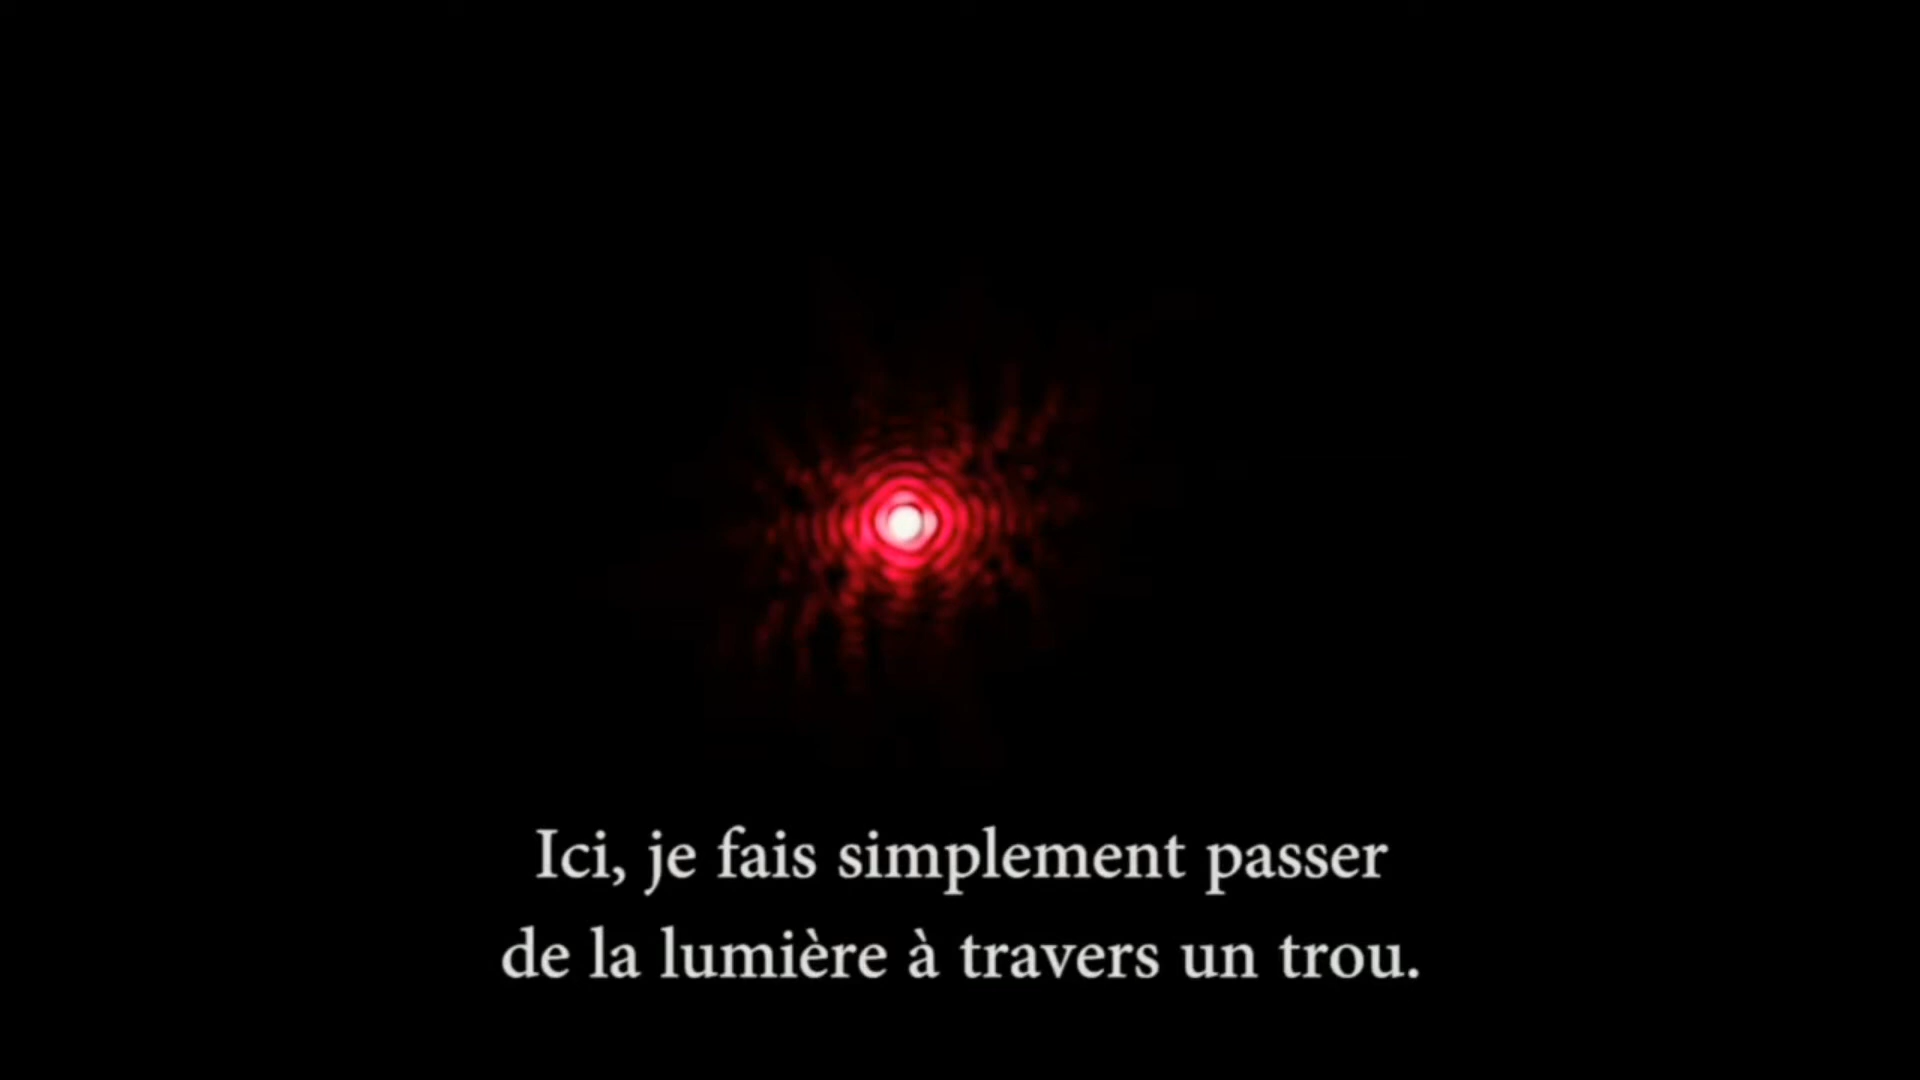 Ici, je fais simplement passer
de la lumière à travers un trou.